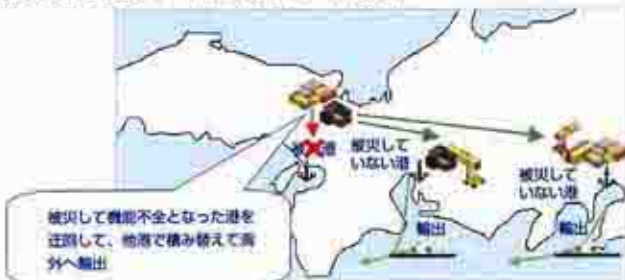 被災して
いない港
被災して
いない港
輸出
輸出
被災して機能不全となった港を
迂回して、他港で積み替えて海
外へ輸出